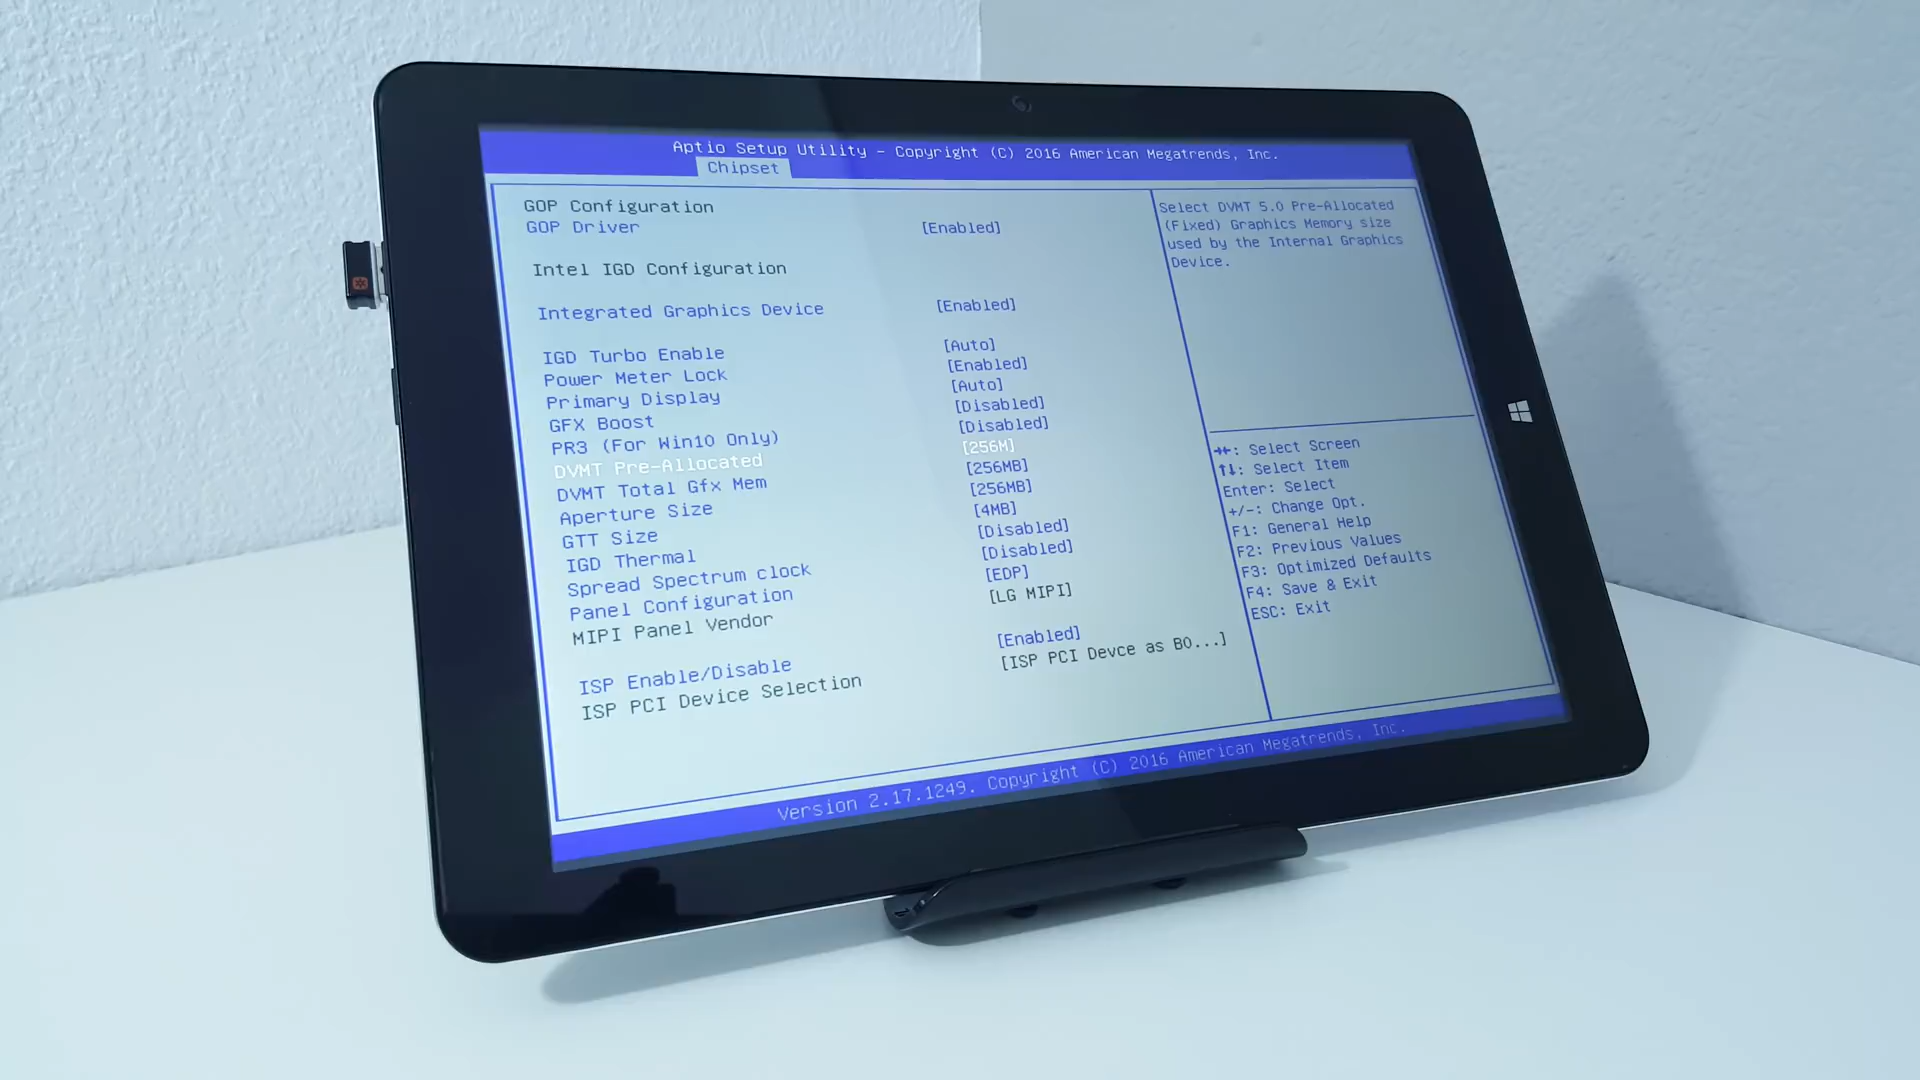 Aptio Setup Utility - Copyright (C) 2016 American Megatrends, Inc.
Chipset
GOP Configuration
GOP Driver [Enabled]
Intel IGD Configuration
Integrated Graphics Device [Enabled]
IGD Turbo Enable [Auto]
Power Meter Lock [Enabled]
Primary Display [Auto]
GFX Boost [Disabled]
PR3 (For Win10 Only) [Disabled]
DVMT Pre-Allocated [256M]
DVMT Total Gfx Mem [256MB]
Aperture Size [256MB]
GTT Size [4MB]
IGD Thermal [Disabled]
Spread Spectrum clock [Disabled]
Panel Configuration [EDP]
MIPI Panel Vendor [LG MIPI]
ISP Enable/Disable [Enabled]
ISP PCI Device Selection [ISP PCI Devce as B0...]
Select DVMT 5.0 Pre-Allocated
(Fixed) Graphics Memory size
used by the Internal Graphics
Device.
→←: Select Screen
↑↓: Select Item
Enter: Select
+/-: Change Opt.
F1: General Help
F2: Previous Values
F3: Optimized Defaults
F4: Save & Exit
ESC: Exit
Version 2.17.1249. Copyright (C) 2016 American Megatrends, Inc.